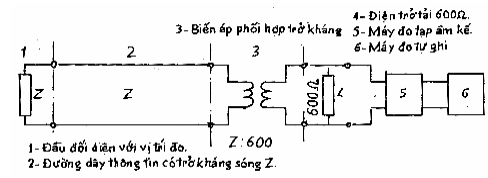 4- Điện trở tải 600Ω.
3- Biến áp phối hợp trở kháng
5- Máy đo tạp âm kế.
6- Máy đo tự ghi
1 2 3
Z Z 600Ω 4 5 6
Z : 600
1- Đầu đối diện với vị trí đo.
2- Đường dây thông tin có trở kháng sóng Z.